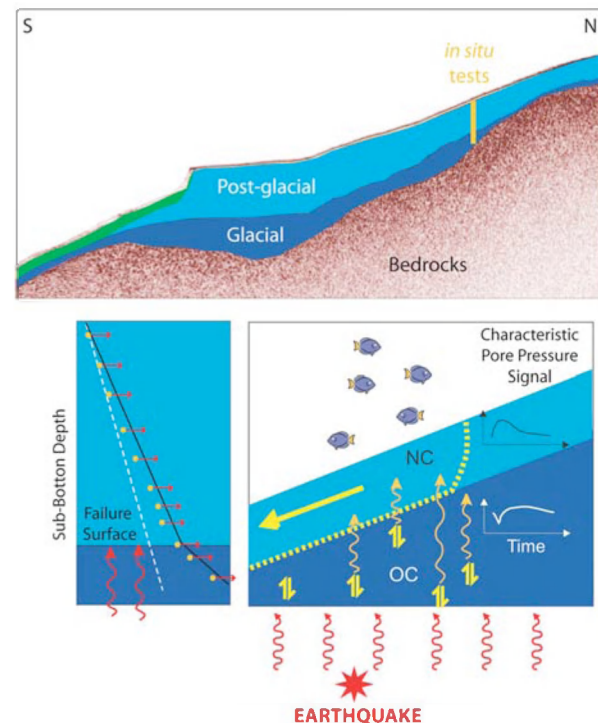 S
N
in situ
tests
Post-glacial
Glacial
Bedrocks
Sub-Botton Depth
Failure
Surface
Characteristic
Pore Pressure
Signal
NC
OC
Time
EARTHQUAKE